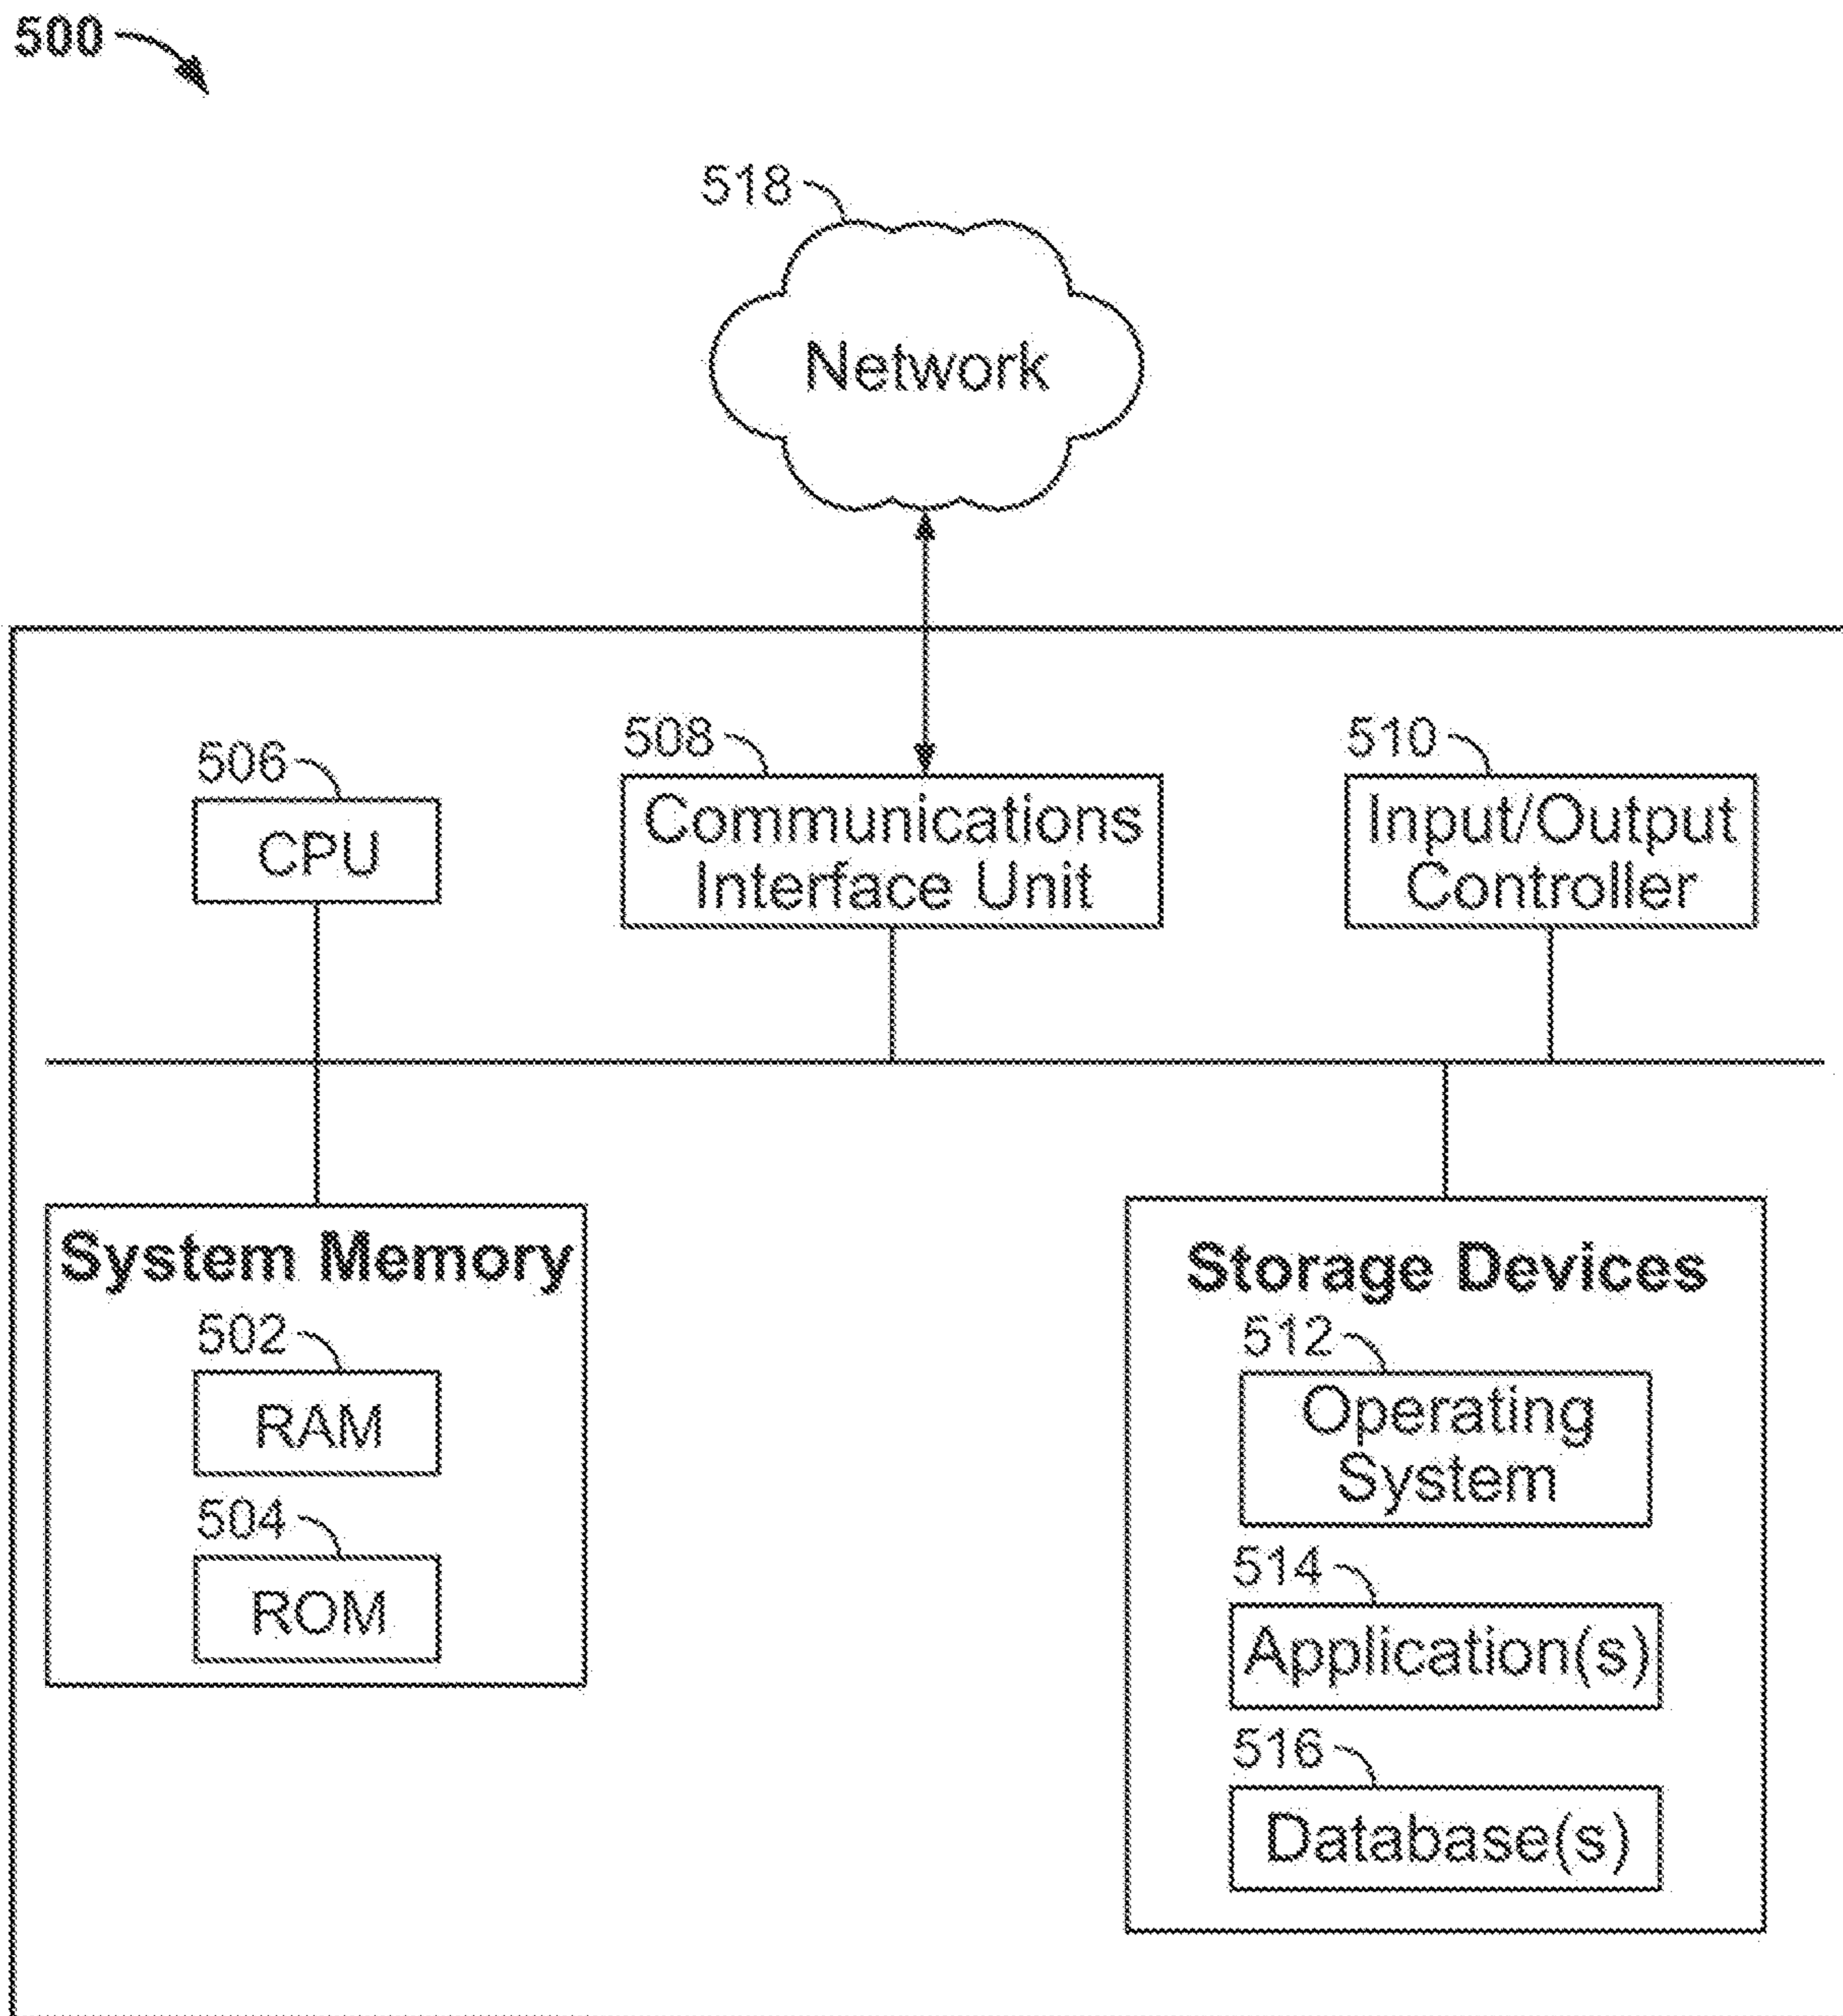 500
518
Network
506
CPU
508
Communications
Interface Unit
510
Input/Output
Controller
System Memory
502
RAM
504
ROM
Storage Devices
512
Operating
System
514
Application(s)
516
Database(s)